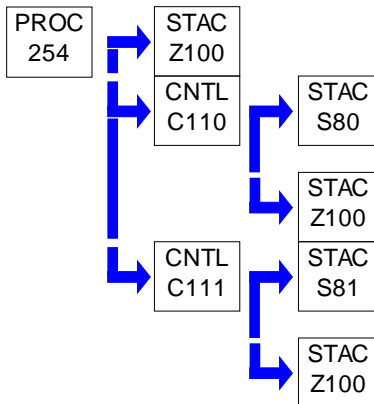 PROC
254
STAC
Z100
CNTL
C110
STAC
S80
STAC
Z100
CNTL
C111
STAC
S81
STAC
Z100